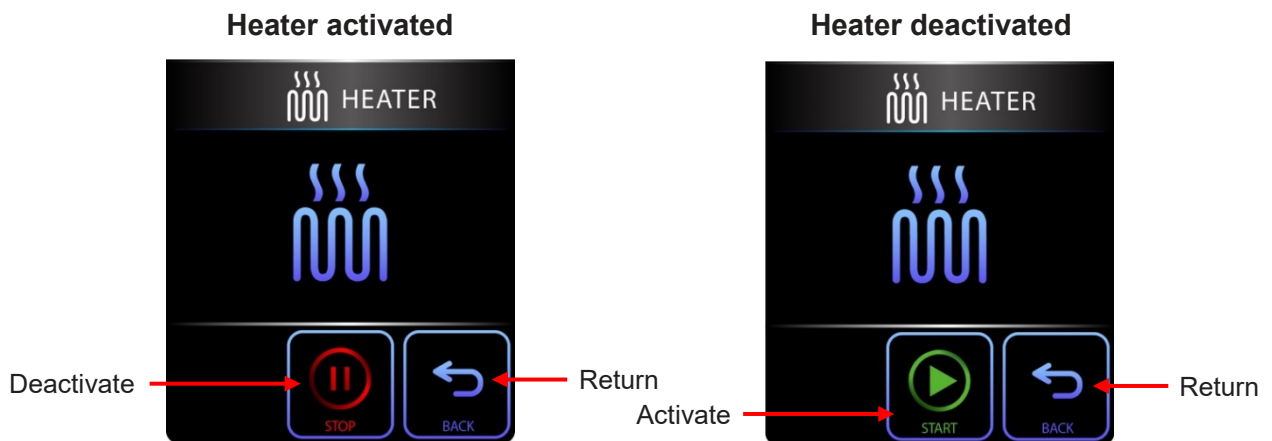 Heater activated
HEATER
Deactivate
STOP
BACK
Return
Heater deactivated
HEATER
Activate
START
BACK
Return